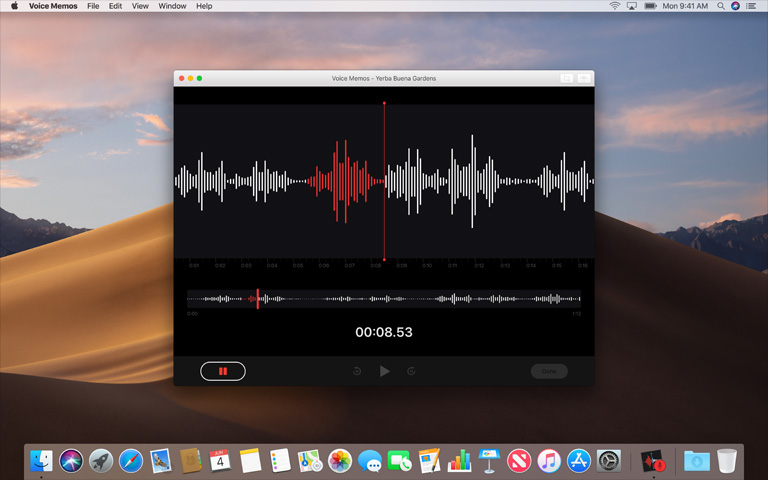 Voice Memos File Edit View Window Help
Mon 9:41 AM
Voice Memos - Yerba Buena Gardens
0:01 0:02 0:03 0:04 0:05 0:06 0:07 0:08 0:09 0:10 0:11 0:12 0:13 0:14 0:15 0:16
0:00 1:12
00:08.53
Done
JUN
4